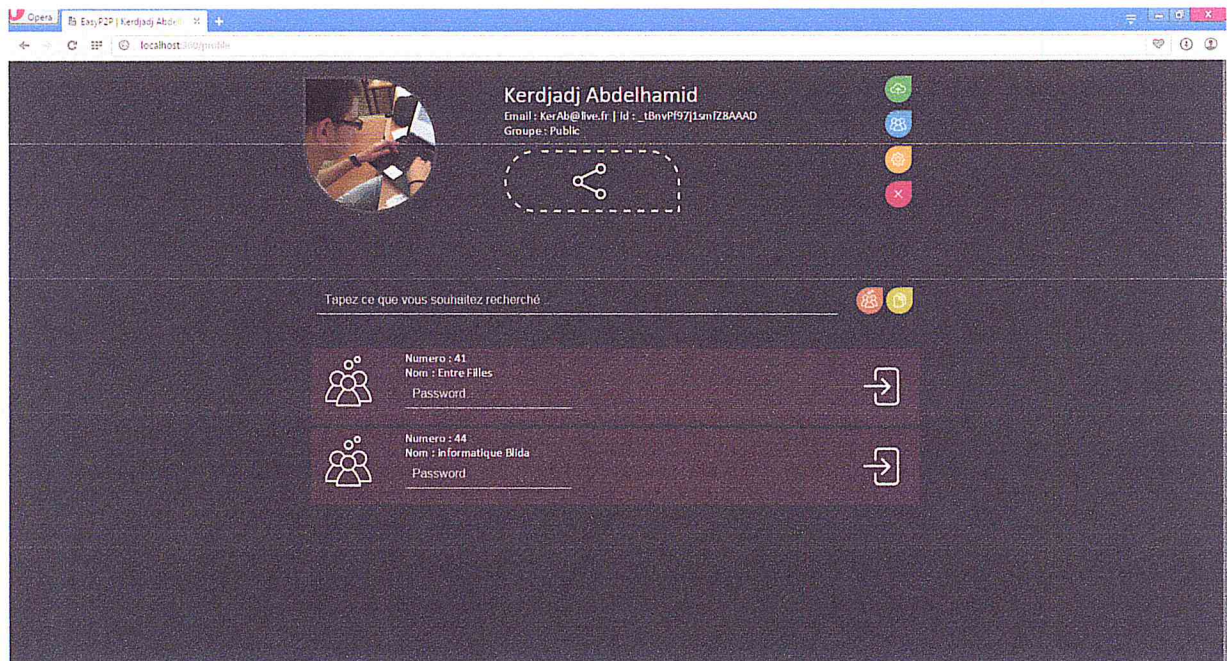 Opera
EasyP2P | Kerdjadj Abdel
localhost
Kerdjadj Abdelhamid
Email : KerAb@live.fr | Id : _tBnvPf97j1smfZ8AAAD
Groupe : Public
Tapez ce que vous souhaitez recherché ...
Numero : 41
Nom : Entre Filles
Password
Numero : 44
Nom : informatique Blida
Password